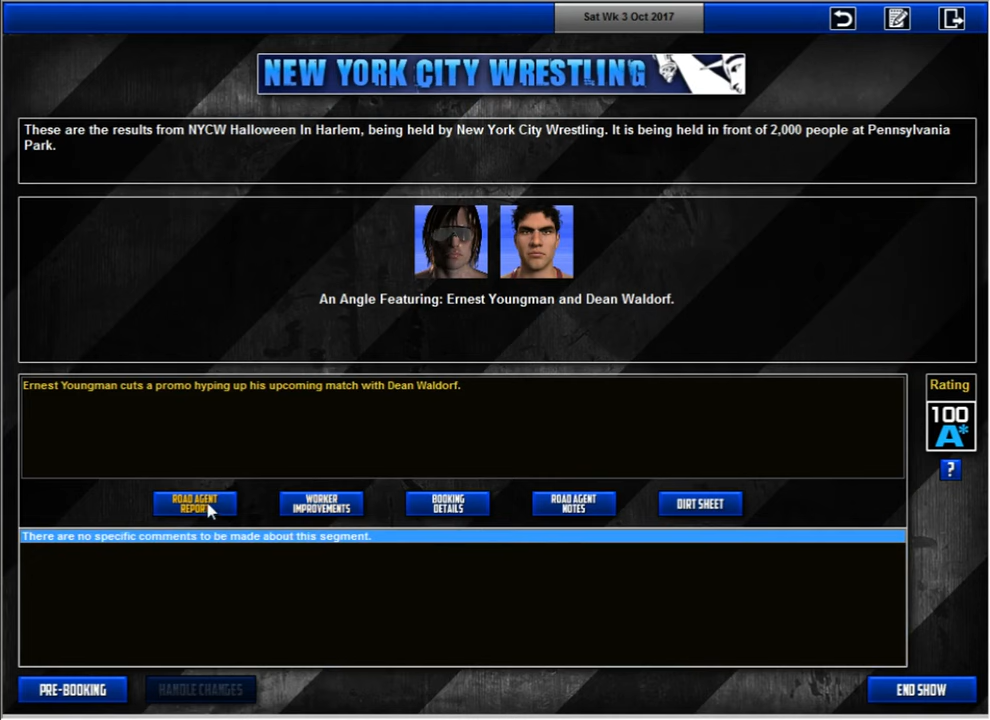 Sat Wk 3 Oct 2017
NEW YORK CITY WRESTLING
These are the results from NYCW Halloween In Harlem, being held by New York City Wrestling. It is being held in front of 2,000 people at Pennsylvania
Park.
An Angle Featuring: Ernest Youngman and Dean Waldorf.
Ernest Youngman cuts a promo hyping up his upcoming match with Dean Waldorf.
Rating
100
A*
?
ROAD AGENT
REPORT
WORKER
IMPROVEMENTS
BOOKING
DETAILS
ROAD AGENT
NOTES
DIRT SHEET
There are no specific comments to be made about this segment.
PRE-BOOKING
HANDLE CHANGES
END SHOW